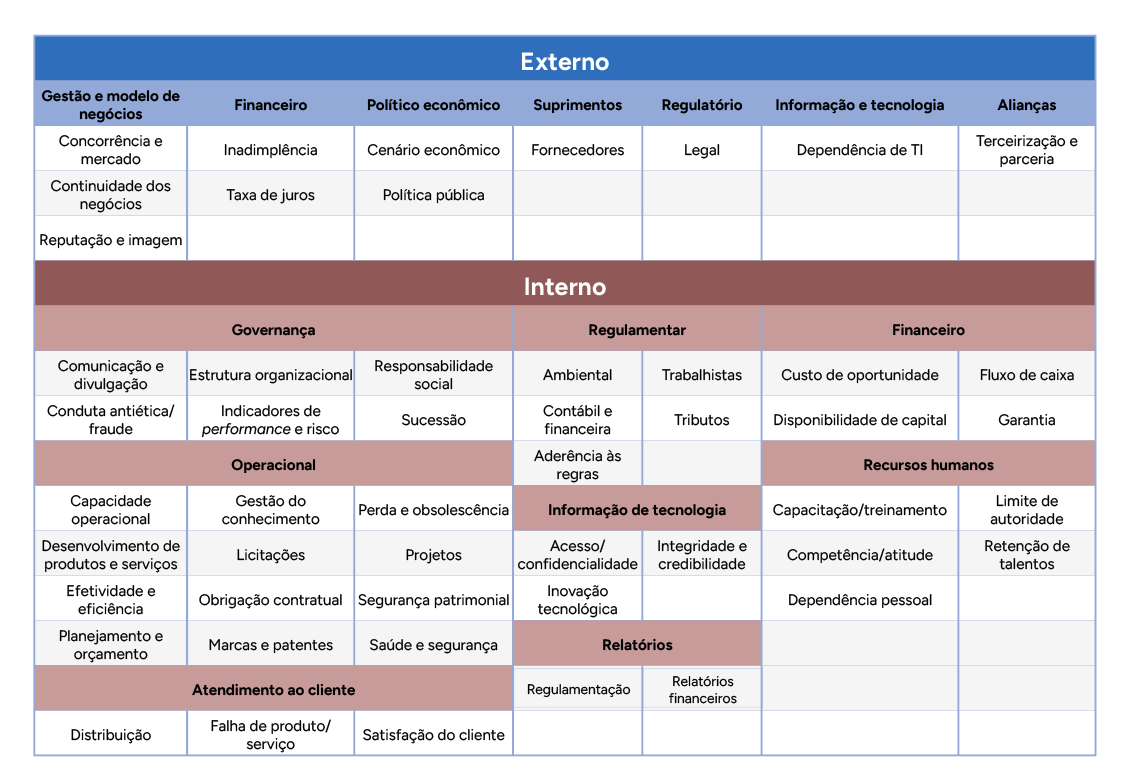 Externo
Gestão e modelo de
negócios
Financeiro
Político econômico
Suprimentos
Regulatório
Informação e tecnologia
Alianças
Concorrência e
mercado
Inadimplência
Cenário econômico
Fornecedores
Legal
Dependência de TI
Terceirização e
parceria
Continuidade dos
negócios
Taxa de juros
Política pública
Reputação e imagem
Interno
Governança
Regulamentar
Financeiro
Comunicação e
divulgação
Estrutura organizacional
Responsabilidade
social
Ambiental
Trabalhistas
Custo de oportunidade
Fluxo de caixa
Conduta antiética/
fraude
Indicadores de
performance e risco
Sucessão
Contábil e
financeira
Tributos
Disponibilidade de capital
Garantia
Operacional
Aderência às
regras
Recursos humanos
Capacidade
operacional
Gestão do
conhecimento
Perda e obsolescência
Informação de tecnologia
Capacitação/treinamento
Limite de
autoridade
Desenvolvimento de
produtos e serviços
Licitações
Projetos
Acesso/
confidencialidade
Integridade e
credibilidade
Competência/atitude
Retenção de
talentos
Efetividade e
eficiência
Obrigação contratual
Segurança patrimonial
Inovação
tecnológica
Dependência pessoal
Planejamento e
orçamento
Marcas e patentes
Saúde e segurança
Relatórios
Atendimento ao cliente
Regulamentação
Relatórios
financeiros
Distribuição
Falha de produto/
serviço
Satisfação do cliente